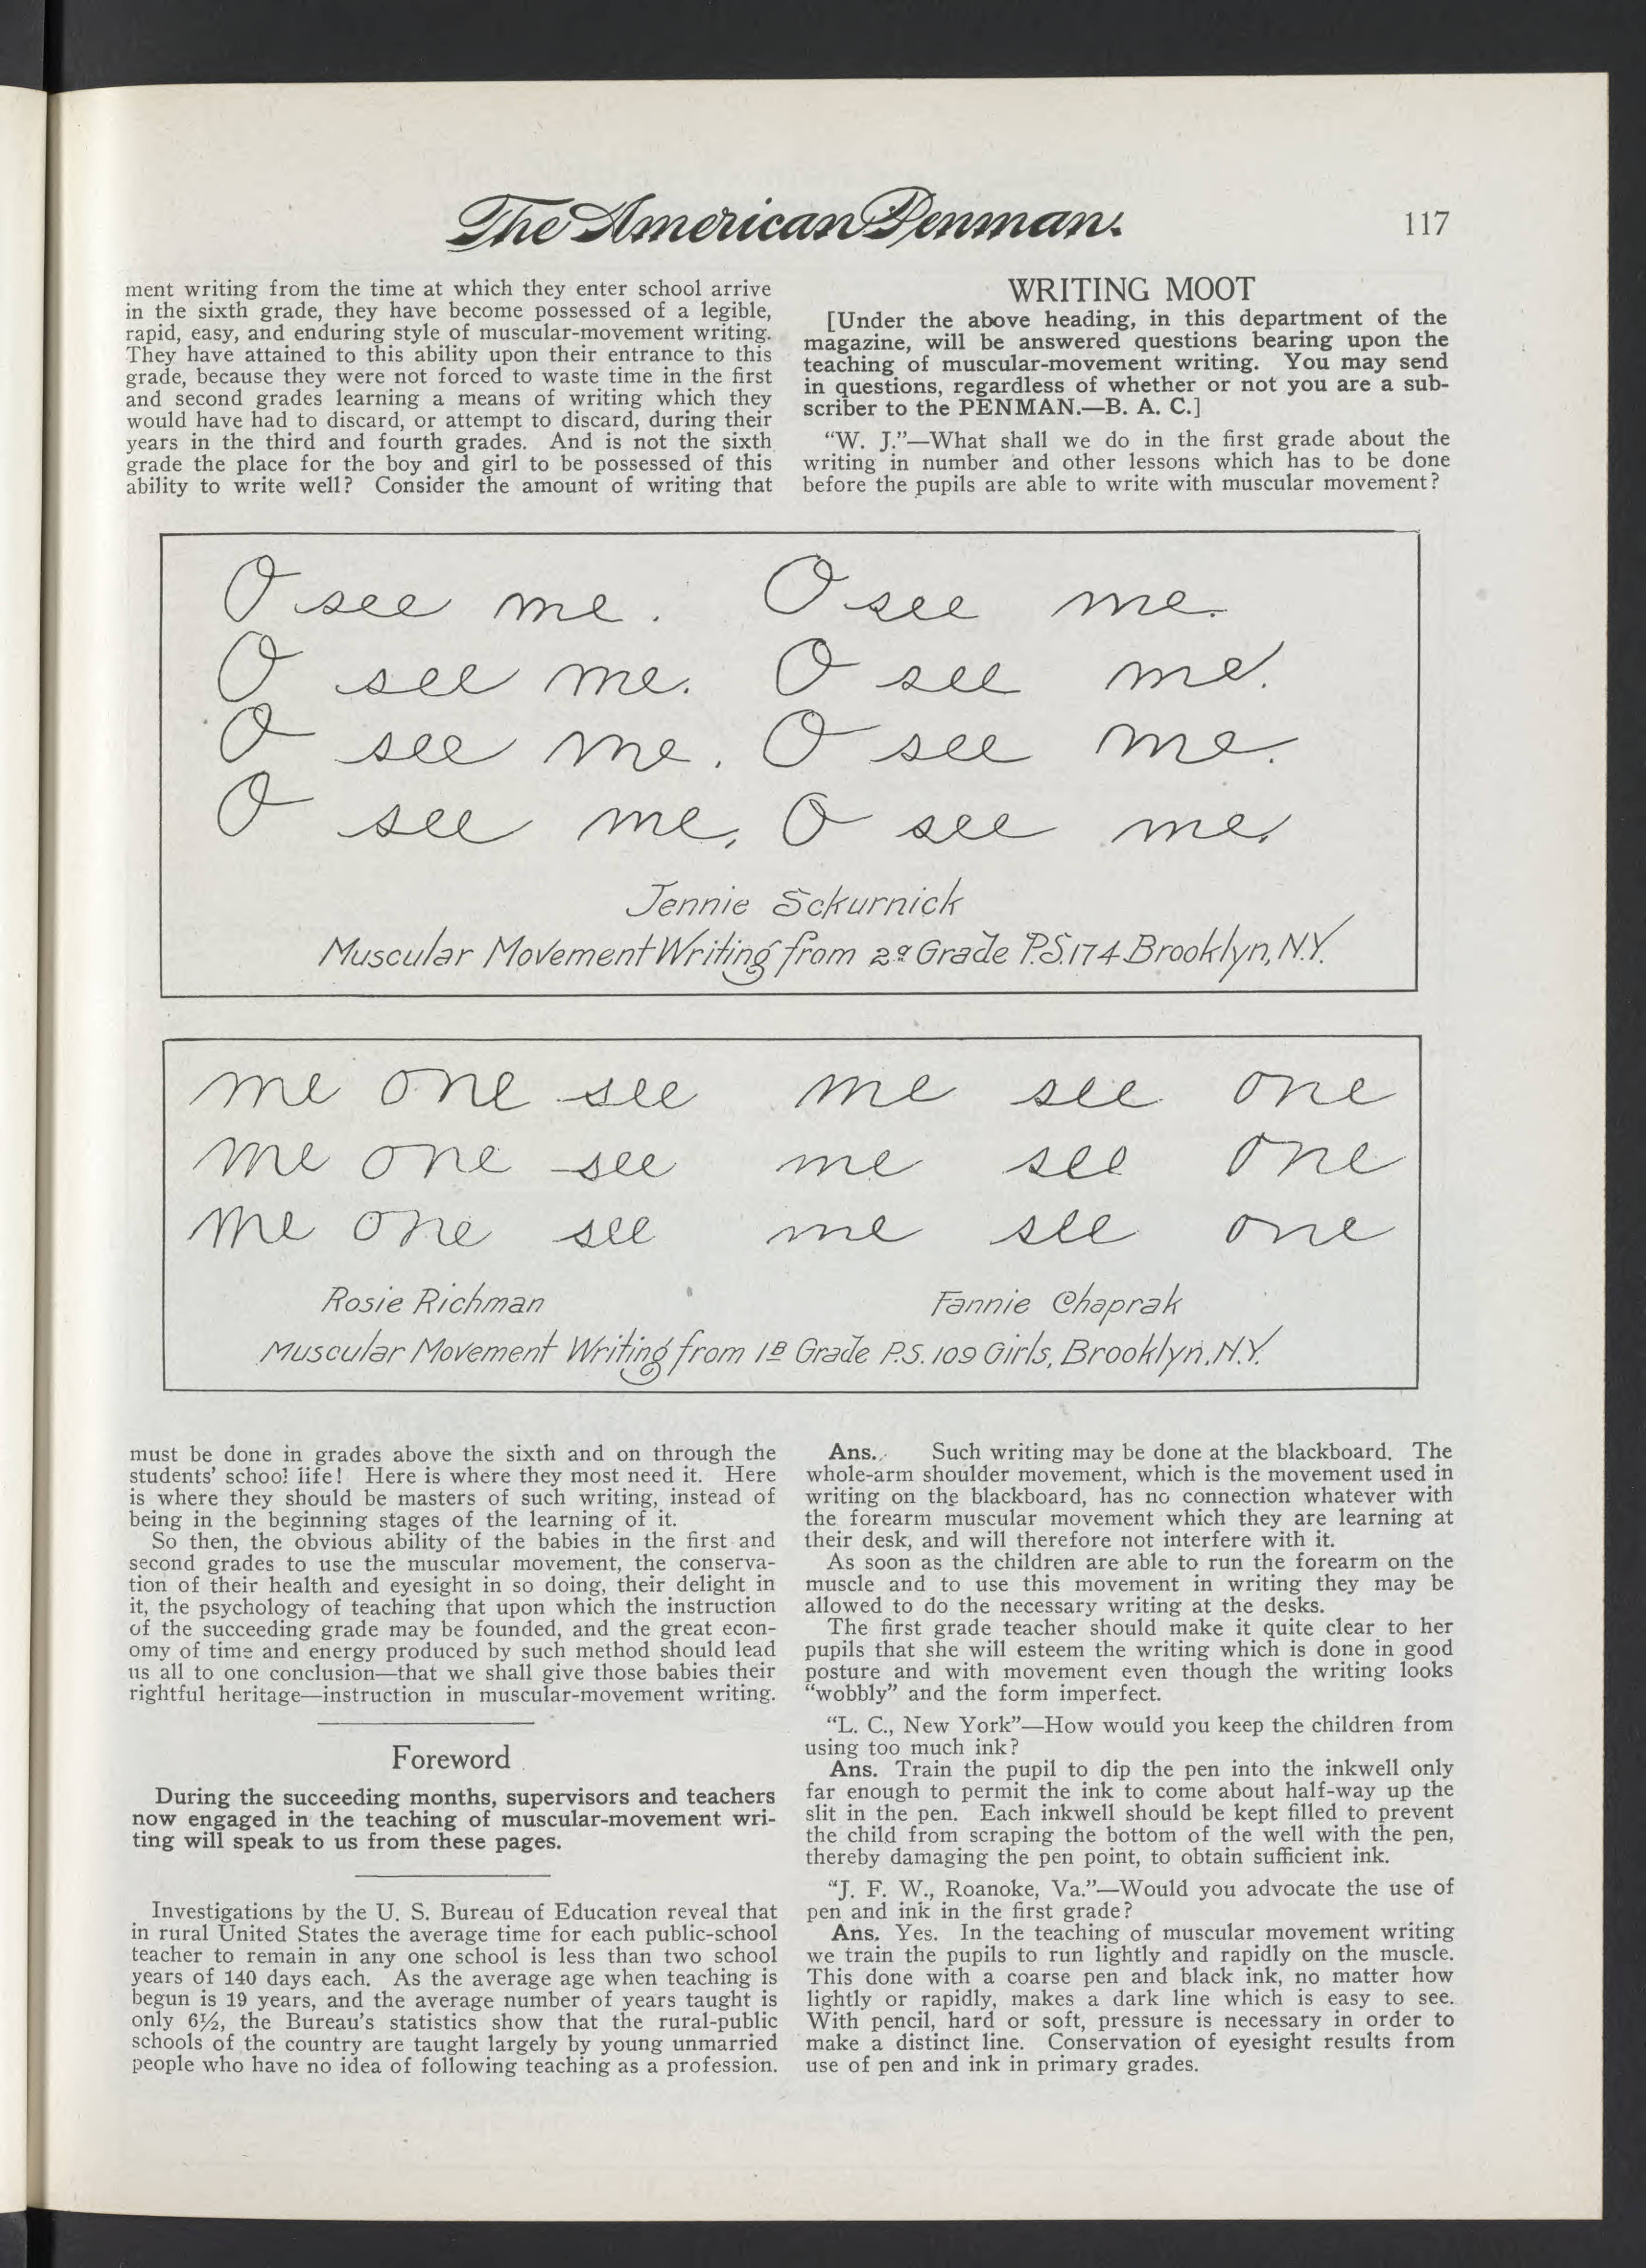 The American Penman.
117
ment writing from the time at which they enter school arrive
in the sixth grade, they have become possessed of a legible,
rapid, easy, and enduring style of muscular-movement writing.
They have attained to this ability upon their entrance to this
grade, because they were not forced to waste time in the first
and second grades learning a means of writing which they
would have had to discard, or attempt to discard, during their
years in the third and fourth grades. And is not the sixth
grade the place for the boy and girl to be possessed of this
ability to write well? Consider the amount of writing that
WRITING MOOT
[Under the above heading, in this department of the
magazine, will be answered questions bearing upon the
teaching of muscular-movement writing. You may send
in questions, regardless of whether or not you are a sub-
scriber to the PENMAN.—B. A. C.]
"W. J."—What shall we do in the first grade about the
writing in number and other lessons which has to be done
before the pupils are able to write with muscular movement?
O see me. O see me.
O see me. O see me.
O see me. O see me.
O see me, O see me,
Jennie Sckurnick
Muscular Movement Writing from 2a Grade P.S. 174 Brooklyn, N.Y.
me one see me see one
me one see me see one
me one see me see one
Rosie Richman Fannie Chaprak
Muscular Movement Writing from 1B Grade P.S. 109 Girls, Brooklyn, N.Y.
must be done in grades above the sixth and on through the
students' school life! Here is where they most need it. Here
is where they should be masters of such writing, instead of
being in the beginning stages of the learning of it.
So then, the obvious ability of the babies in the first and
second grades to use the muscular movement, the conserva-
tion of their health and eyesight in so doing, their delight in
it, the psychology of teaching that upon which the instruction
of the succeeding grade may be founded, and the great econ-
omy of time and energy produced by such method should lead
us all to one conclusion—that we shall give those babies their
rightful heritage—instruction in muscular-movement writing.
Foreword
During the succeeding months, supervisors and teachers
now engaged in the teaching of muscular-movement wri-
ting will speak to us from these pages.
Investigations by the U. S. Bureau of Education reveal that
in rural United States the average time for each public-school
teacher to remain in any one school is less than two school
years of 140 days each. As the average age when teaching is
begun is 19 years, and the average number of years taught is
only 6½, the Bureau's statistics show that the rural-public
schools of the country are taught largely by young unmarried
people who have no idea of following teaching as a profession.
Ans. Such writing may be done at the blackboard. The
whole-arm shoulder movement, which is the movement used in
writing on the blackboard, has no connection whatever with
the forearm muscular movement which they are learning at
their desk, and will therefore not interfere with it.
As soon as the children are able to run the forearm on the
muscle and to use this movement in writing they may be
allowed to do the necessary writing at the desks.
The first grade teacher should make it quite clear to her
pupils that she will esteem the writing which is done in good
posture and with movement even though the writing looks
"wobbly" and the form imperfect.
"L. C., New York"—How would you keep the children from
using too much ink?
Ans. Train the pupil to dip the pen into the inkwell only
far enough to permit the ink to come about half-way up the
slit in the pen. Each inkwell should be kept filled to prevent
the child from scraping the bottom of the well with the pen,
thereby damaging the pen point, to obtain sufficient ink.
"J. F. W., Roanoke, Va."—Would you advocate the use of
pen and ink in the first grade?
Ans. Yes. In the teaching of muscular movement writing
we train the pupils to run lightly and rapidly on the muscle.
This done with a coarse pen and black ink, no matter how
lightly or rapidly, makes a dark line which is easy to see.
With pencil, hard or soft, pressure is necessary in order to
make a distinct line. Conservation of eyesight results from
use of pen and ink in primary grades.